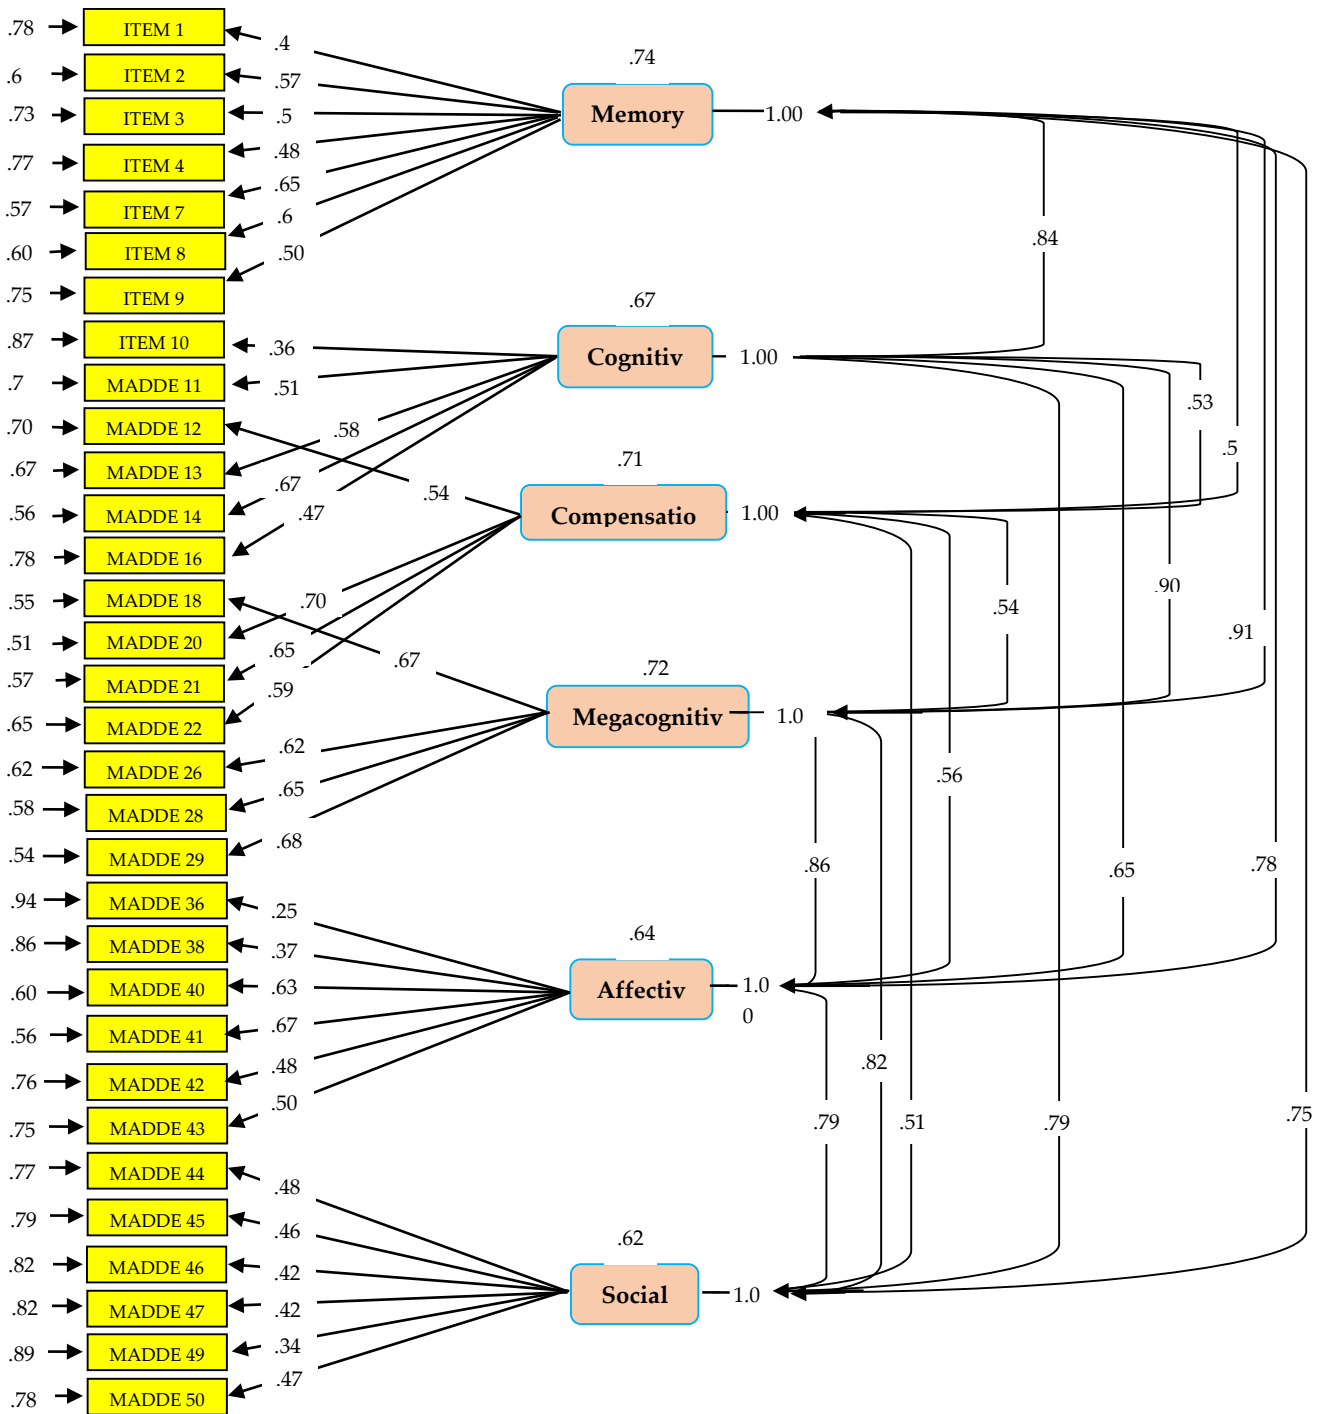 .78 ITEM 1 .4
.6 ITEM 2 .57
.73 ITEM 3 .5
.77 ITEM 4 .48
.57 ITEM 7 .65
.60 ITEM 8 .6
.75 ITEM 9 .50
.74
Memory 1.00
.87 ITEM 10 .36
.7 MADDE 11 .51
.70 MADDE 12 .54
.67 MADDE 13 .58
.56 MADDE 14 .67
.78 MADDE 16 .47
.67
Cognitiv 1.00
.55 MADDE 18 .67
.51 MADDE 20 .70
.57 MADDE 21 .65
.65 MADDE 22 .59
.71
Compensatio 1.00
.62 MADDE 26 .62
.58 MADDE 28 .65
.54 MADDE 29 .68
.72
Megacognitiv 1.0
.94 MADDE 36 .25
.86 MADDE 38 .37
.60 MADDE 40 .63
.56 MADDE 41 .67
.76 MADDE 42 .48
.75 MADDE 43 .50
.64
Affectiv 1.0
0
.77 MADDE 44 .48
.79 MADDE 45 .46
.82 MADDE 46 .42
.82 MADDE 47 .42
.89 MADDE 49 .34
.78 MADDE 50 .47
.62
Social 1.0
.84
.53
.5
.90
.54
.91
.56
.86
.65
.78
.82
.79
.51
.79
.75